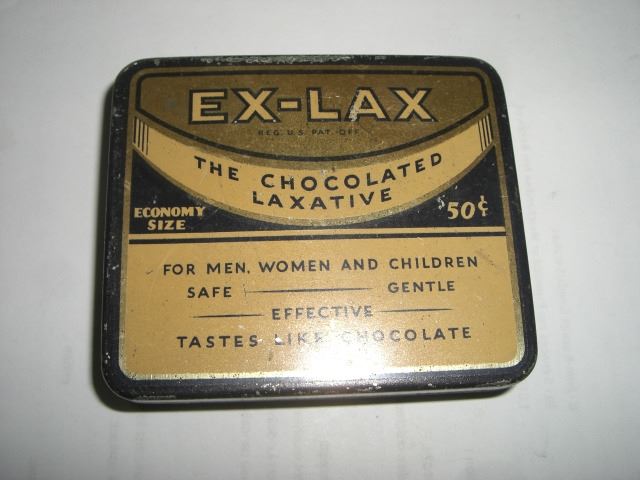 EX-LAX
REG. U.S. PAT. OFF.
THE CHOCOLATED
LAXATIVE
ECONOMY
SIZE
50¢
FOR MEN, WOMEN AND CHILDREN
SAFE GENTLE
EFFECTIVE
TASTES LIKE CHOCOLATE